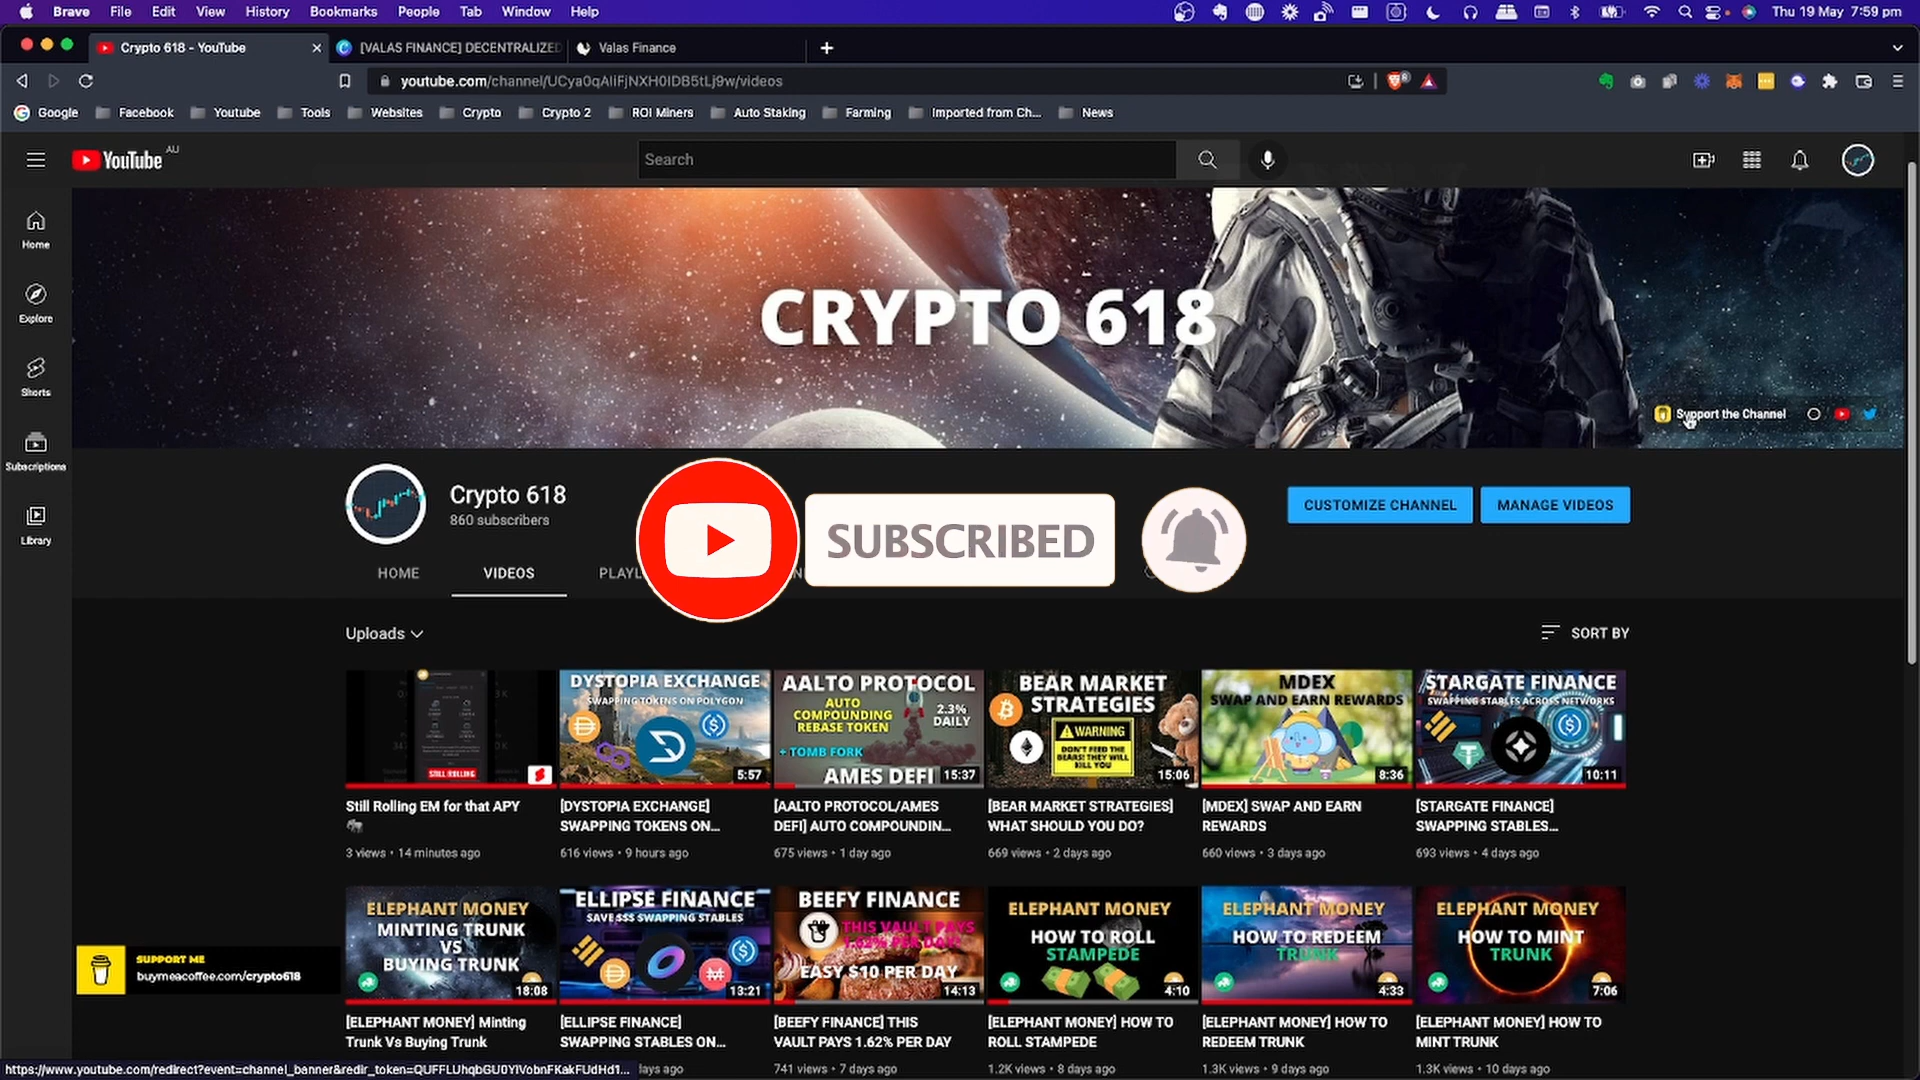 Brave File Edit View History Bookmarks People Tab Window Help Thu 19 May 7:59 pm
Crypto 618 - YouTube [VALAS FINANCE] DECENTRALIZED Valas Finance
Google Facebook Youtube Tools Websites Crypto Crypto 2 ROI Miners Auto Staking Farming Imported from Ch... News
YouTube AU
Search
Home
Explore
Shorts
Subscriptions
Library
CRYPTO 618
Support the Channel
Crypto 618
860 subscribers
SUBSCRIBED
CUSTOMIZE CHANNEL MANAGE VIDEOS
HOME VIDEOS
Uploads SORT BY
STILL ROLLING
DYSTOPIA EXCHANGE
SWAPPING TOKENS ON POLYGON
5:57
AALTO PROTOCOL
AUTO
COMPOUNDING
REBASE TOKEN
2.3%
DAILY
+ TOMB FORK
AMES DEFI 15:37
BEAR MARKET
STRATEGIES
WARNING
DON'T FEED THE
BEARS! THEY WILL
KILL YOU
15:06
MDEX
SWAP AND EARN REWARDS
8:36
STARGATE FINANCE
SWAPPING STABLES ACROSS NETWORKS
10:11
Still Rolling EM for that APY
3 views • 14 minutes ago
[DYSTOPIA EXCHANGE]
SWAPPING TOKENS ON...
616 views • 9 hours ago
[AALTO PROTOCOL/AMES
DEFI] AUTO COMPOUNDIN...
675 views • 1 day ago
[BEAR MARKET STRATEGIES]
WHAT SHOULD YOU DO?
669 views • 2 days ago
[MDEX] SWAP AND EARN
REWARDS
660 views • 3 days ago
[STARGATE FINANCE]
SWAPPING STABLES...
693 views • 4 days ago
ELEPHANT MONEY
MINTING TRUNK
VS
BUYING TRUNK
18:08
ELLIPSE FINANCE
SAVE $$$ SWAPPING STABLES
13:21
BEEFY FINANCE
THIS VAULT PAYS
1.62% PER DAY!
EASY $10 PER DAY
14:13
ELEPHANT MONEY
HOW TO ROLL
STAMPEDE
4:10
ELEPHANT MONEY
HOW TO REDEEM
TRUNK
4:33
ELEPHANT MONEY
HOW TO MINT
TRUNK
7:06
SUPPORT ME
buymeacoffee.com/crypto618
[ELEPHANT MONEY] Minting
Trunk Vs Buying Trunk
[ELLIPSE FINANCE]
SWAPPING STABLES ON...
days ago
[BEEFY FINANCE] THIS
VAULT PAYS 1.62% PER DAY
741 views • 7 days ago
[ELEPHANT MONEY] HOW TO
ROLL STAMPEDE
1.2K views • 8 days ago
[ELEPHANT MONEY] HOW TO
REDEEM TRUNK
1.3K views • 9 days ago
[ELEPHANT MONEY] HOW TO
MINT TRUNK
1.3K views • 10 days ago